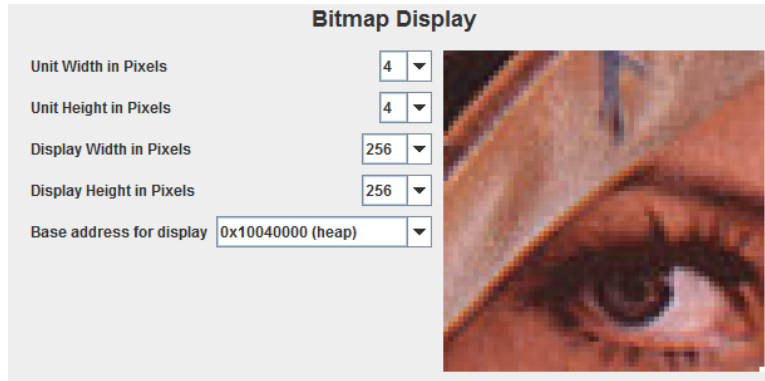 Bitmap Display
Unit Width in Pixels 4
Unit Height in Pixels 4
Display Width in Pixels 256
Display Height in Pixels 256
Base address for display 0x10040000 (heap)